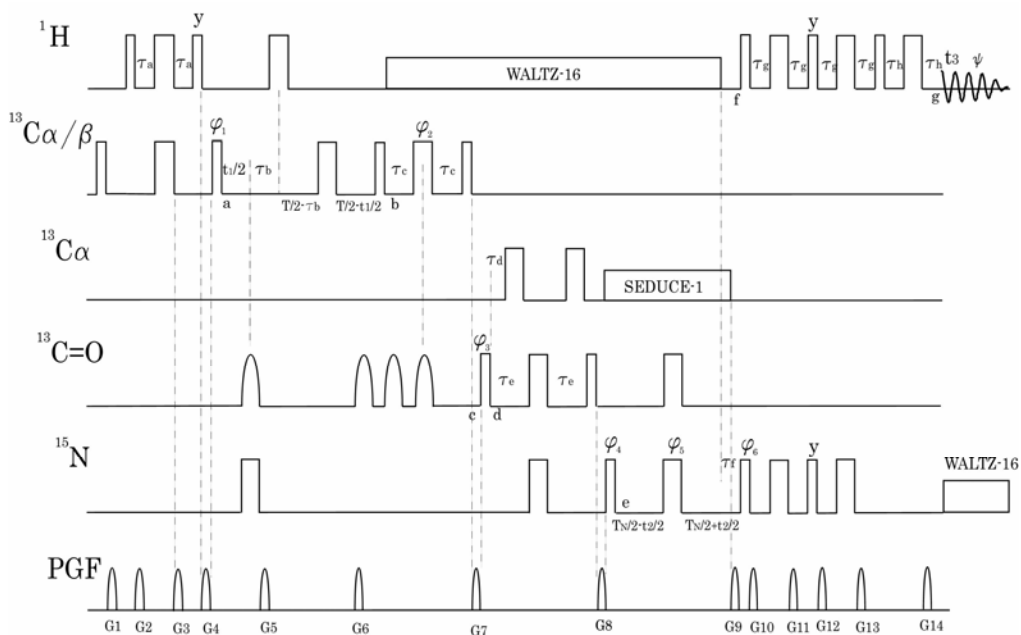 y y
¹H τa τa τg τg τg τg τh τh t3 ψ
WALTZ-16
f g
¹³Cα/β φ1 φ2
t1/2 τb τc τc
a T/2-τb T/2-t1/2 b
¹³Cα τd
SEDUCE-1
¹³C=O φ3
τe τe
c d
¹⁵N φ4 φ5 τf φ6 y WALTZ-16
e
TN/2-t2/2 TN/2+t2/2
PGF
G1 G2 G3 G4 G5 G6 G7 G8 G9 G10 G11 G12 G13 G14